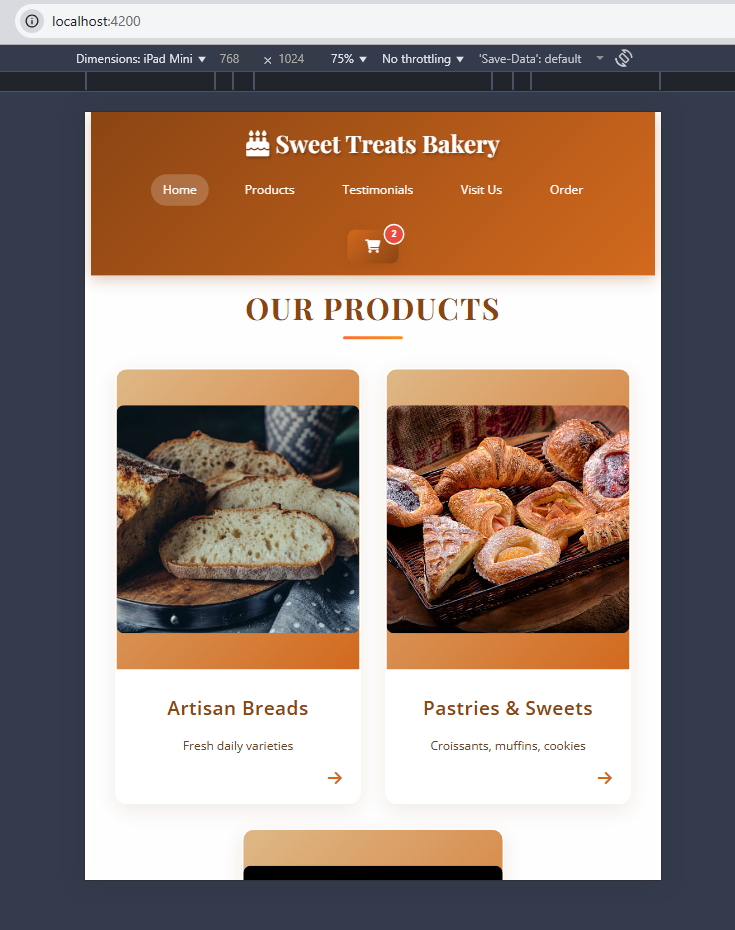 localhost:4200
Dimensions: iPad Mini 768 × 1024 75% No throttling 'Save-Data': default
Sweet Treats Bakery
Home Products Testimonials Visit Us Order
2
OUR PRODUCTS
Artisan Breads Pastries & Sweets
Fresh daily varieties Croissants, muffins, cookies